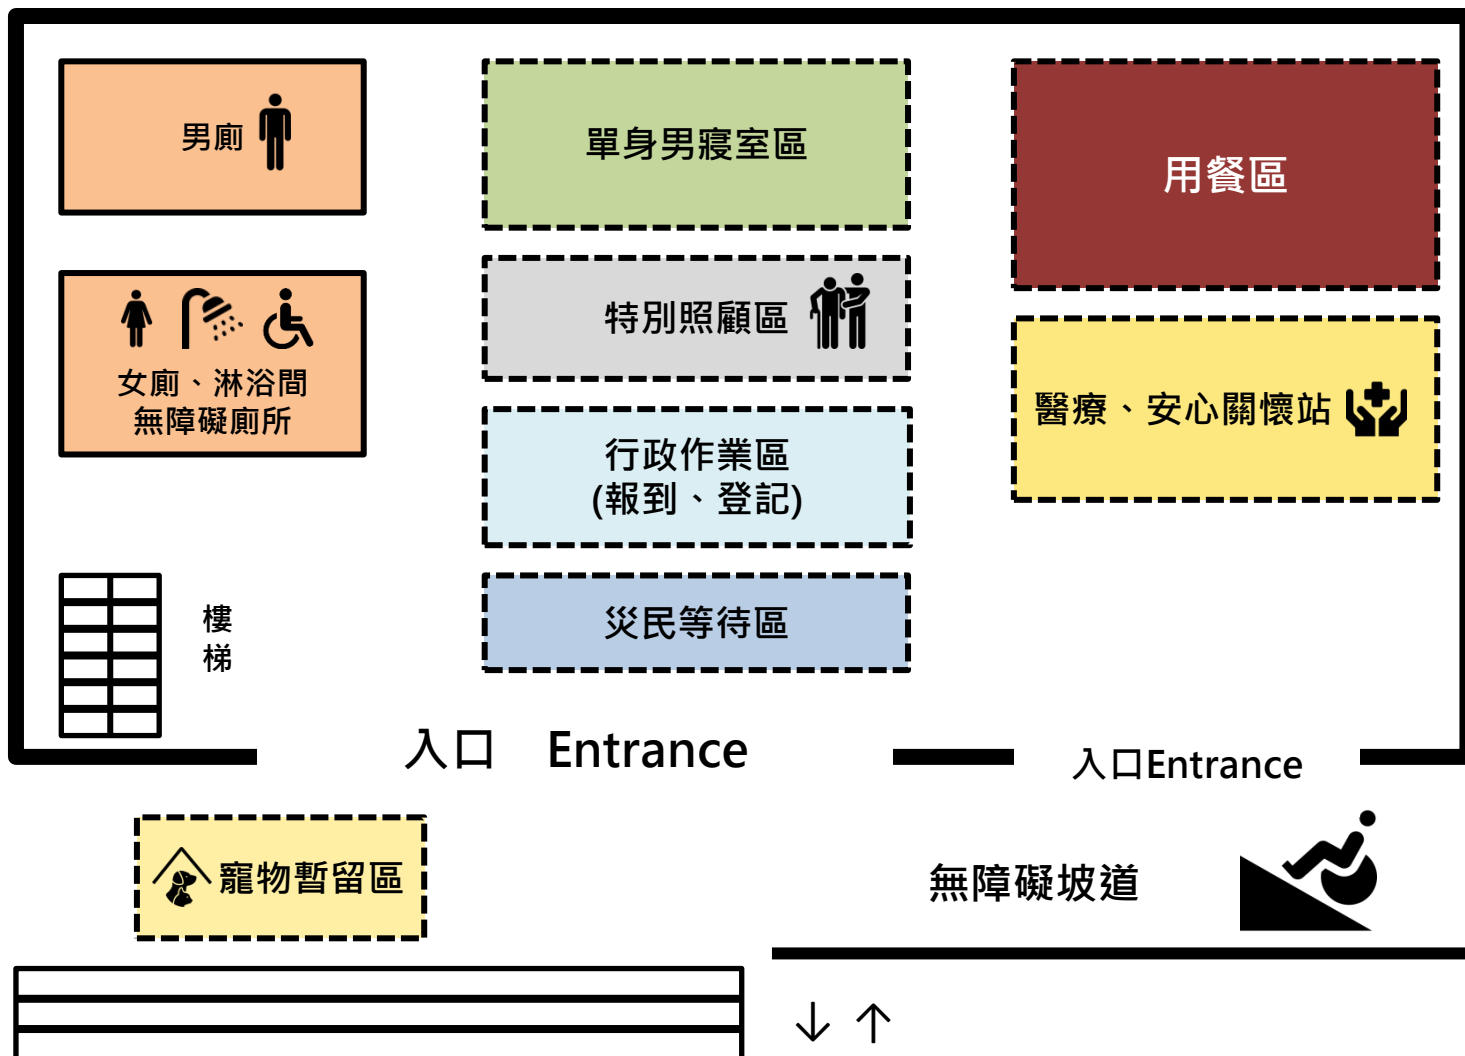 男廁
單身男寢室區
用餐區
特別照顧區
女廁、淋浴間
無障礙廁所
醫療、安心關懷站
行政作業區
(報到、登記)
災民等待區
樓
梯
入口 Entrance
入口Entrance
寵物暫留區
無障礙坡道
↓ ↑